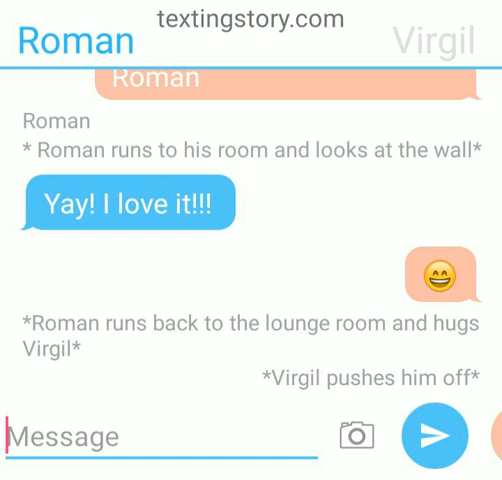 textingstory.com
Roman
Virgil
Roman
Roman
* Roman runs to his room and looks at the wall*
Yay! I love it!!!
*Roman runs back to the lounge room and hugs
Virgil*
*Virgil pushes him off*
Message